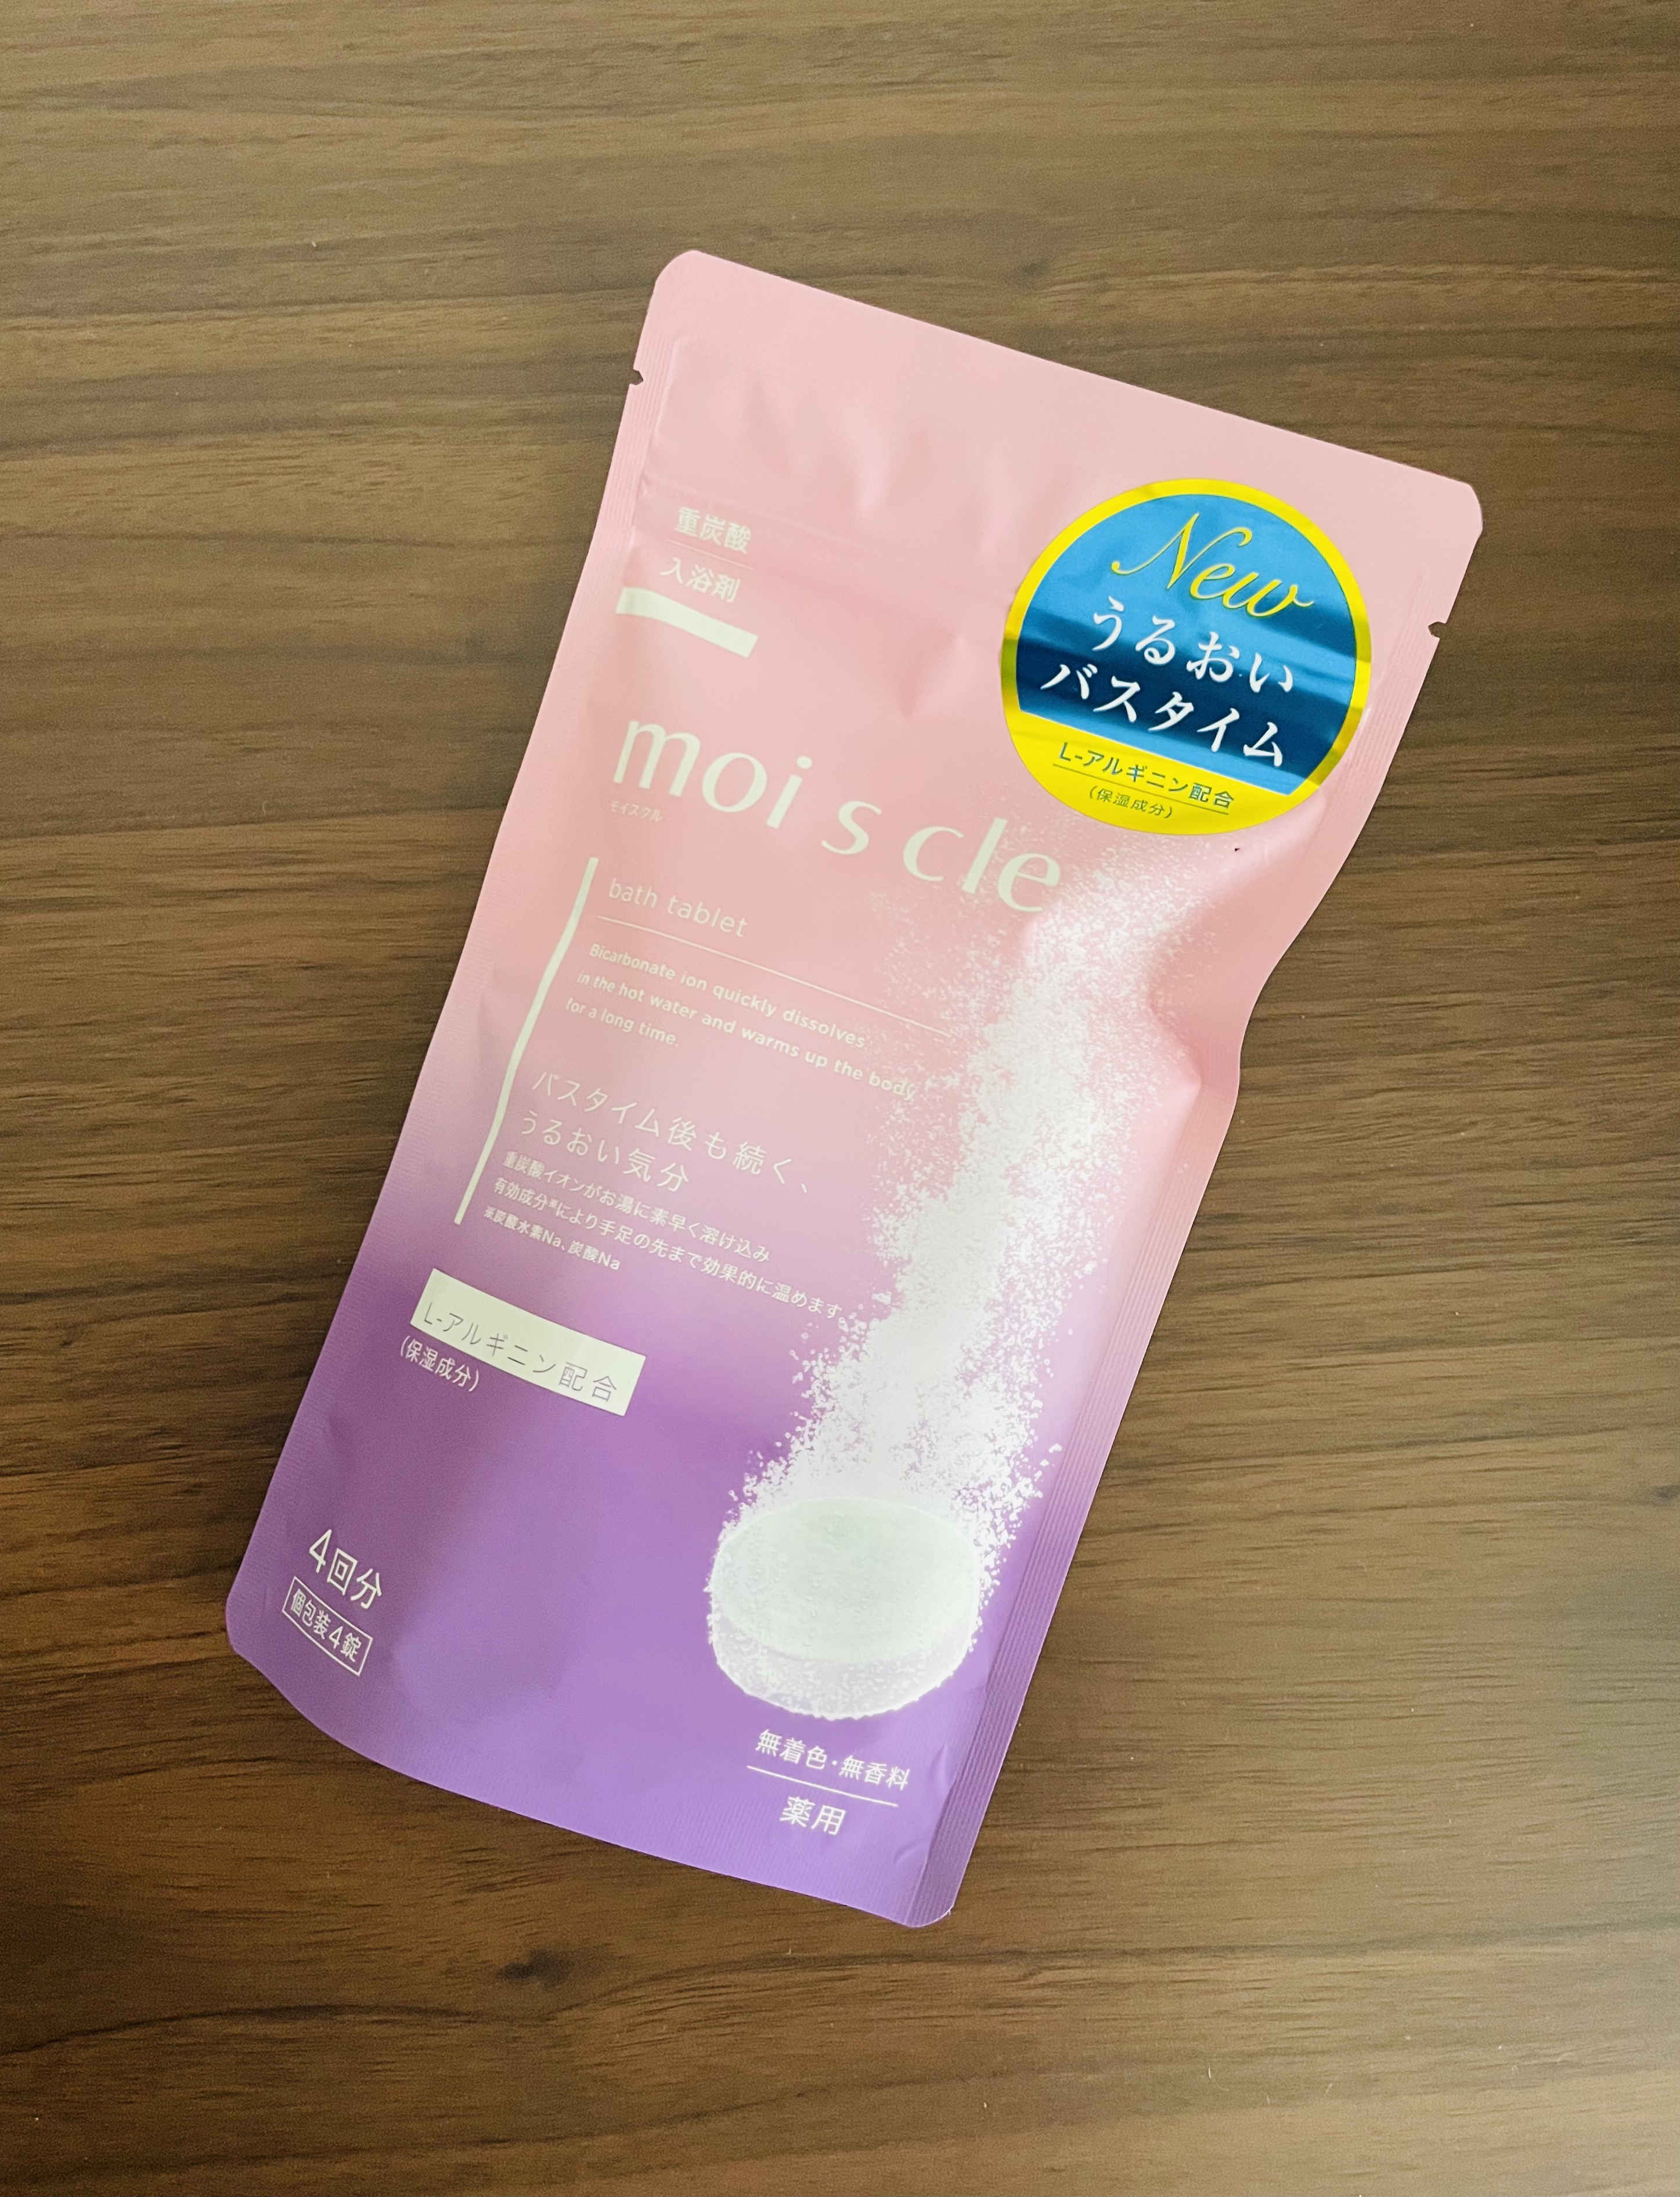 重炭酸
入浴剤
New
うるおい
バスタイム
L-アルギニン配合
(保湿成分)
moiscle
モイスクル
bath tablet
Bicarbonate ion quickly dissolves
in the hot water and warms up the body
for a long time.
バスタイム後も続く、
うるおい気分
重炭酸イオンがお湯に素早く溶け込み
有効成分※により手足の先まで効果的に温めます。
※炭酸水素Na、炭酸Na
L-アルギニン配合
(保湿成分)
4回分
個包装4錠
無着色・無香料
薬用